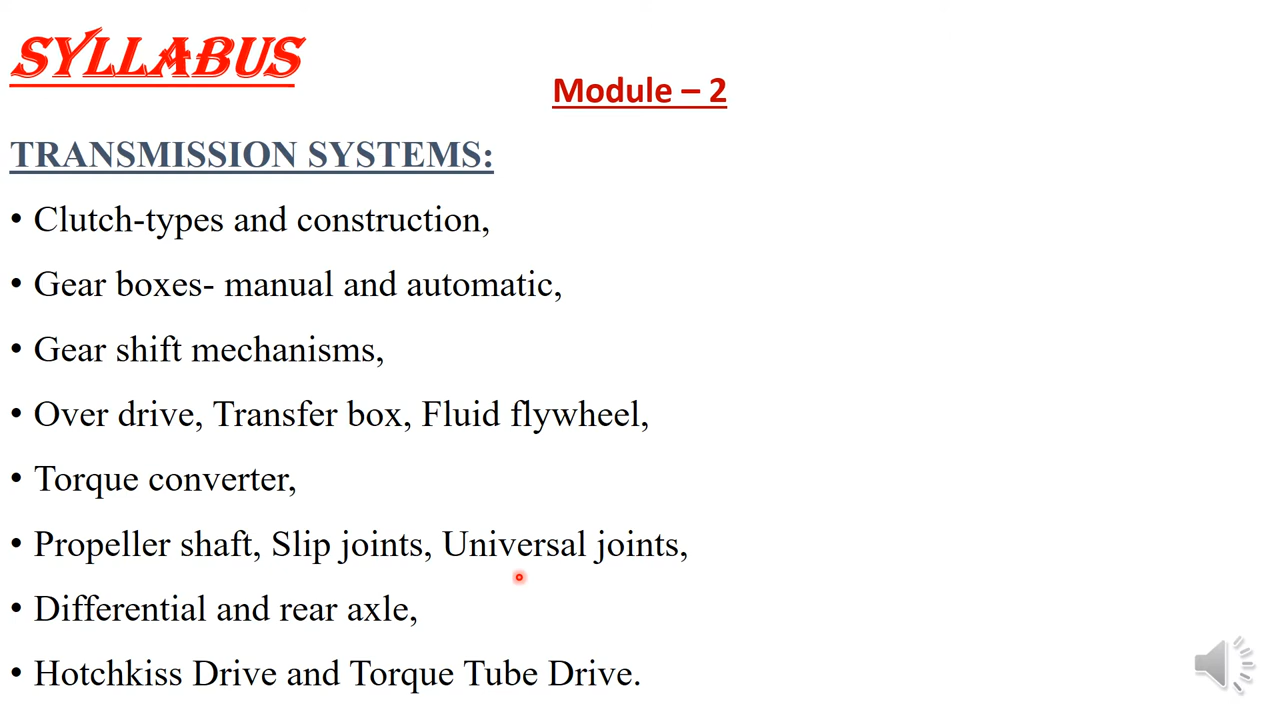 SYLLABUS
Module – 2
TRANSMISSION SYSTEMS:
• Clutch-types and construction,
• Gear boxes- manual and automatic,
• Gear shift mechanisms,
• Over drive, Transfer box, Fluid flywheel,
• Torque converter,
• Propeller shaft, Slip joints, Universal joints,
• Differential and rear axle,
• Hotchkiss Drive and Torque Tube Drive.